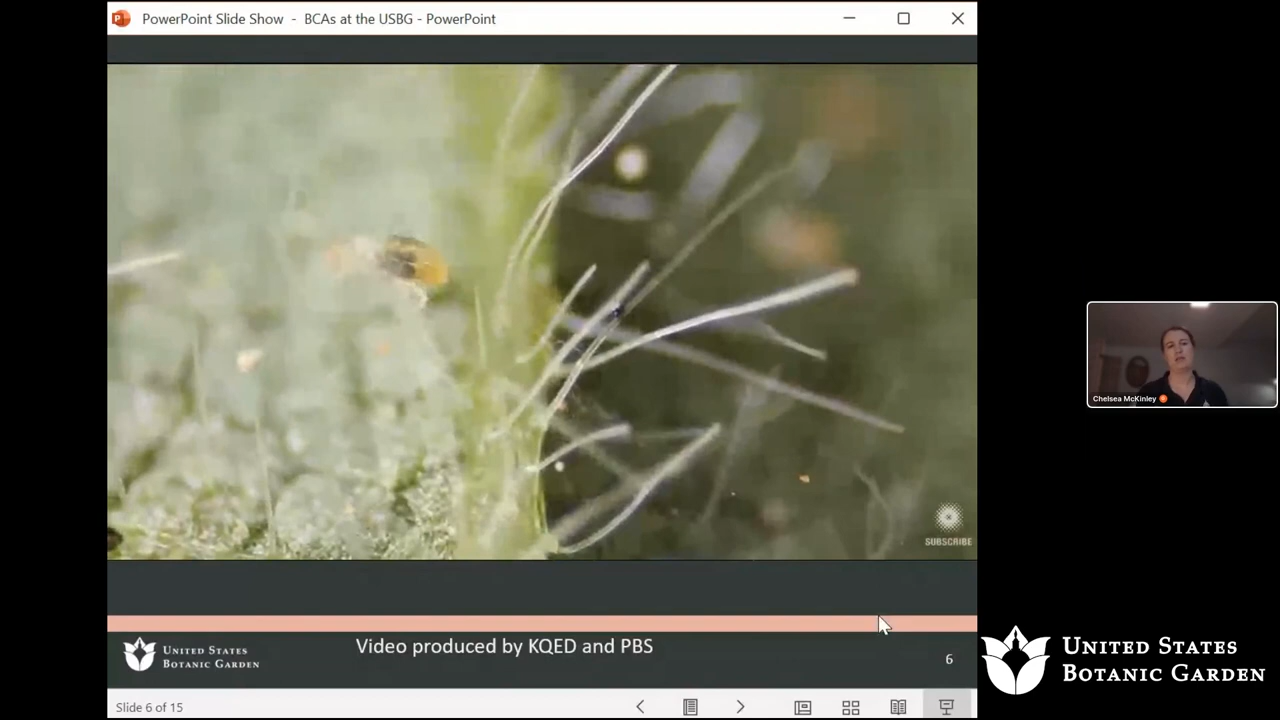 PowerPoint Slide Show - BCAs at the USBG - PowerPoint
SUBSCRIBE
Chelsea McKinley
UNITED STATES
BOTANIC GARDEN
Video produced by KQED and PBS
6
UNITED STATES
BOTANIC GARDEN
Slide 6 of 15